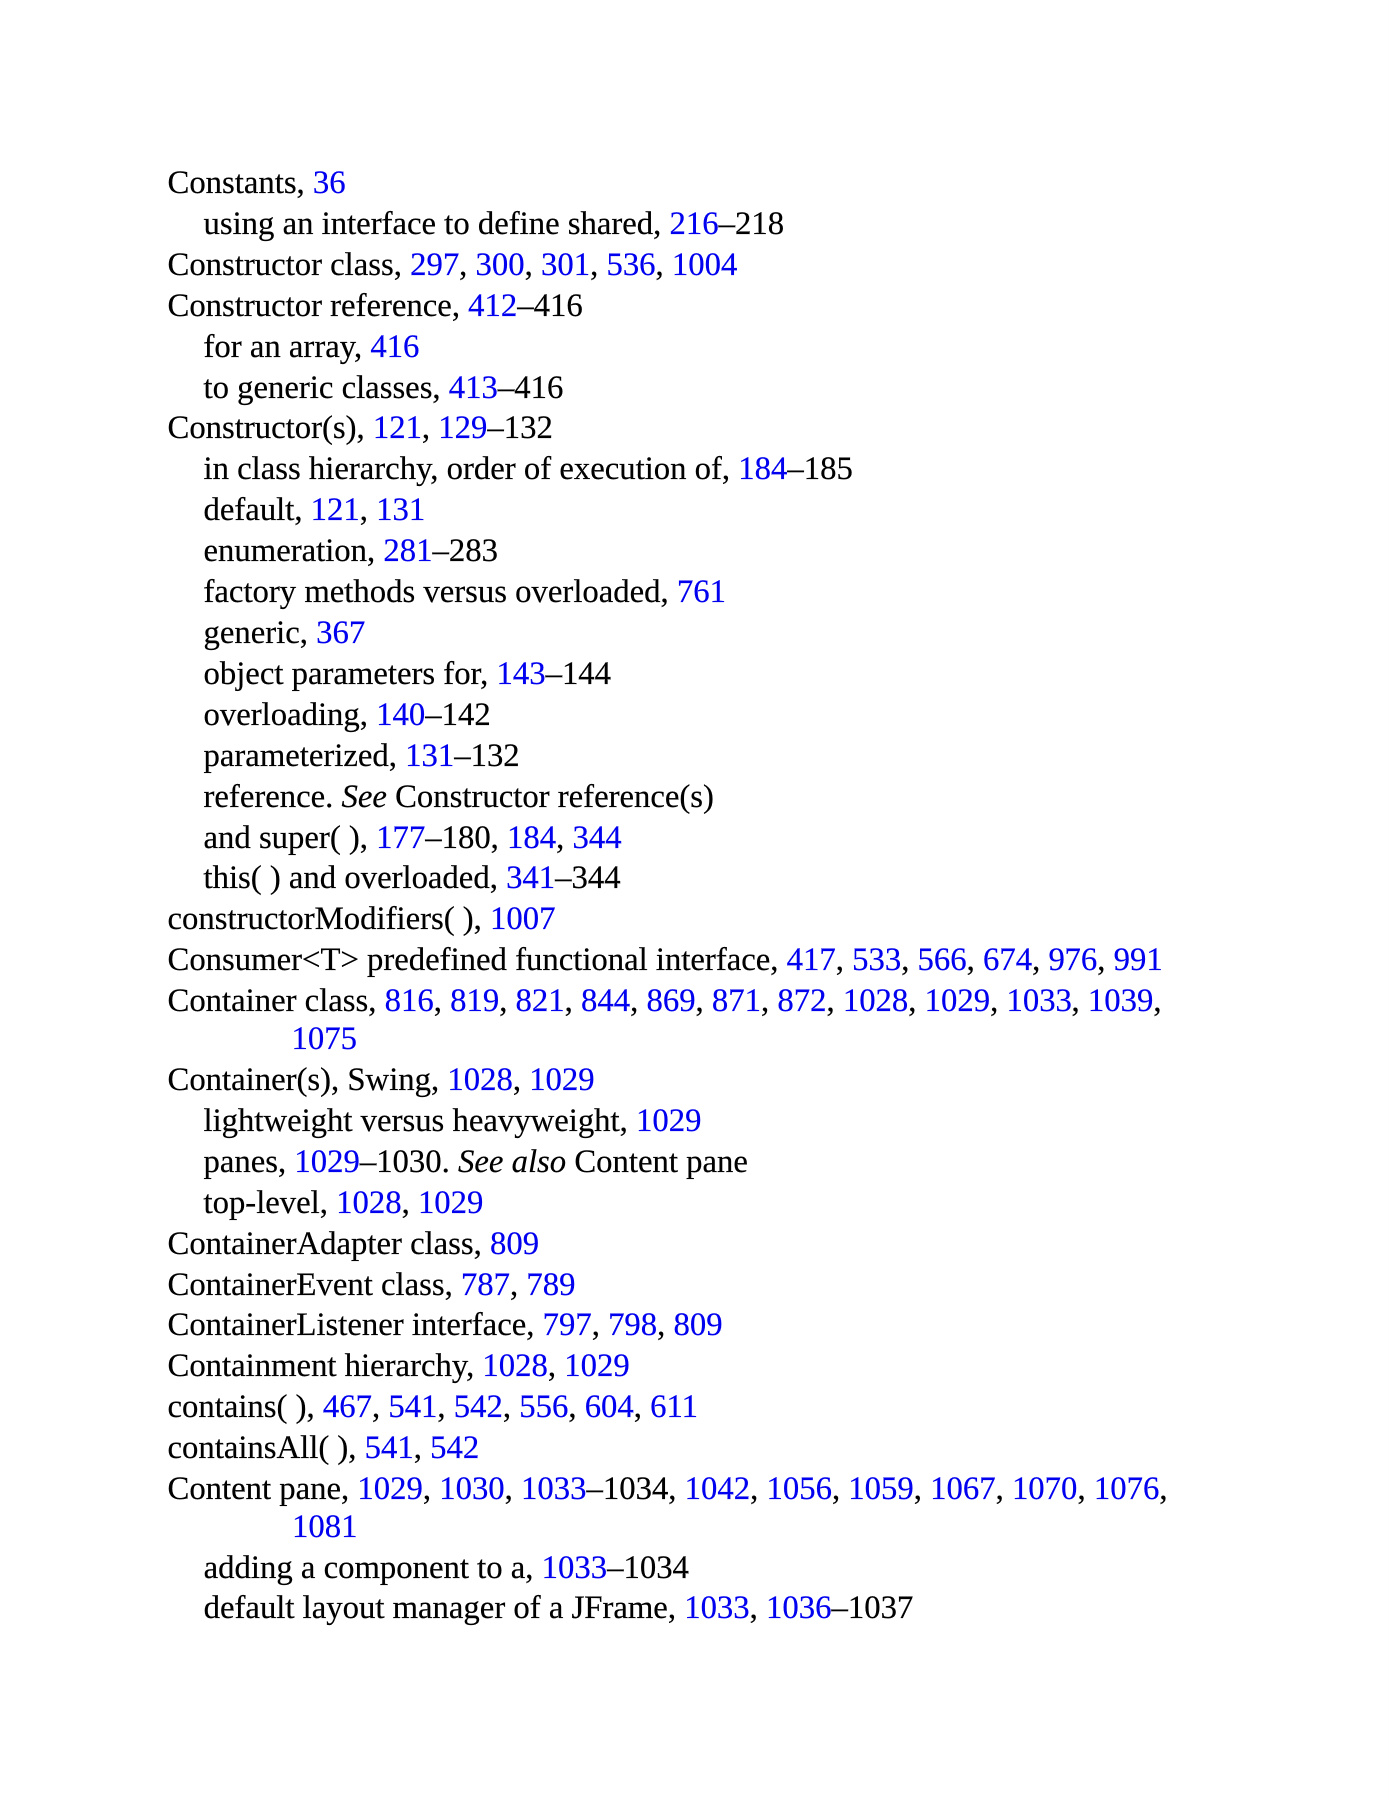 Constants, 36
using an interface to define shared, 216–218
Constructor class, 297, 300, 301, 536, 1004
Constructor reference, 412–416
for an array, 416
to generic classes, 413–416
Constructor(s), 121, 129–132
in class hierarchy, order of execution of, 184–185
default, 121, 131
enumeration, 281–283
factory methods versus overloaded, 761
generic, 367
object parameters for, 143–144
overloading, 140–142
parameterized, 131–132
reference. See Constructor reference(s)
and super( ), 177–180, 184, 344
this( ) and overloaded, 341–344
constructorModifiers( ), 1007
Consumer<T> predefined functional interface, 417, 533, 566, 674, 976, 991
Container class, 816, 819, 821, 844, 869, 871, 872, 1028, 1029, 1033, 1039,
1075
Container(s), Swing, 1028, 1029
lightweight versus heavyweight, 1029
panes, 1029–1030. See also Content pane
top-level, 1028, 1029
ContainerAdapter class, 809
ContainerEvent class, 787, 789
ContainerListener interface, 797, 798, 809
Containment hierarchy, 1028, 1029
contains( ), 467, 541, 542, 556, 604, 611
containsAll( ), 541, 542
Content pane, 1029, 1030, 1033–1034, 1042, 1056, 1059, 1067, 1070, 1076,
1081
adding a component to a, 1033–1034
default layout manager of a JFrame, 1033, 1036–1037